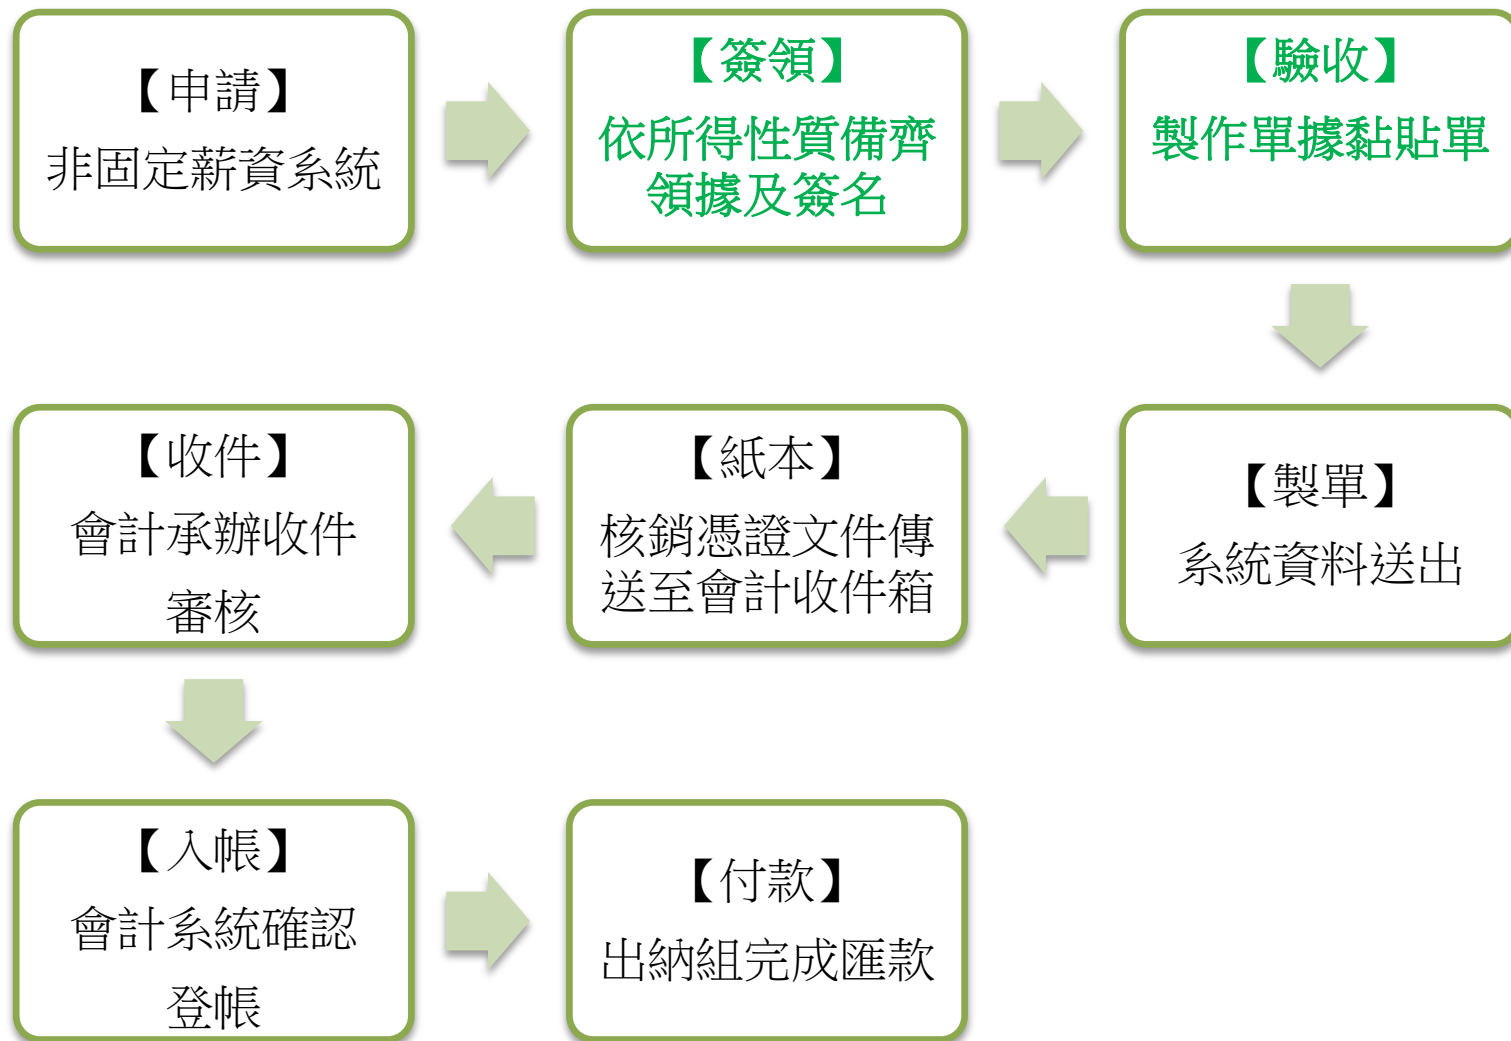 【申請】
非固定薪資系統
【簽領】
依所得性質備齊
領據及簽名
【驗收】
製作單據黏貼單
【製單】
系統資料送出
【紙本】
核銷憑證文件傳
送至會計收件箱
【收件】
會計承辦收件
審核
【入帳】
會計系統確認
登帳
【付款】
出納組完成匯款